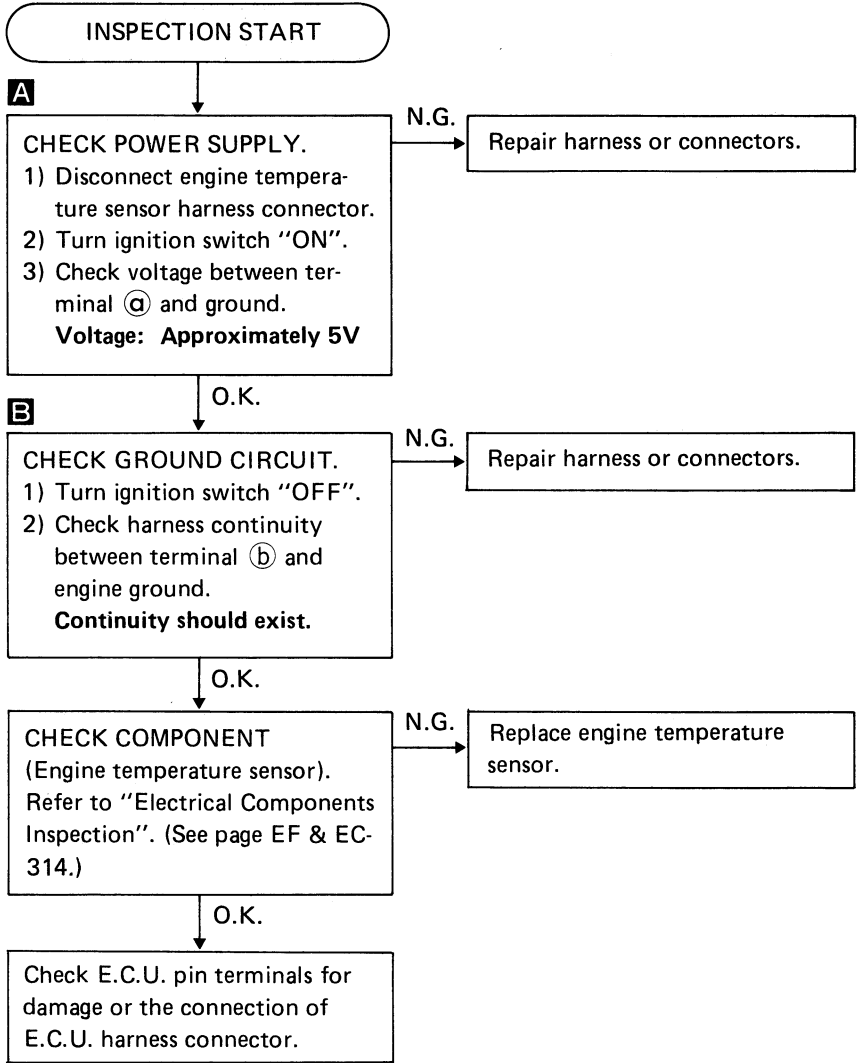 INSPECTION START
A
CHECK POWER SUPPLY.
1) Disconnect engine tempera-
ture sensor harness connector.
2) Turn ignition switch "ON".
3) Check voltage between ter-
minal ⓐ and ground.
Voltage: Approximately 5V
N.G.
Repair harness or connectors.
O.K.
B
CHECK GROUND CIRCUIT.
1) Turn ignition switch "OFF".
2) Check harness continuity
between terminal ⓑ and
engine ground.
Continuity should exist.
N.G.
Repair harness or connectors.
O.K.
CHECK COMPONENT
(Engine temperature sensor).
Refer to "Electrical Components
Inspection". (See page EF & EC-
314.)
N.G.
Replace engine temperature
sensor.
O.K.
Check E.C.U. pin terminals for
damage or the connection of
E.C.U. harness connector.